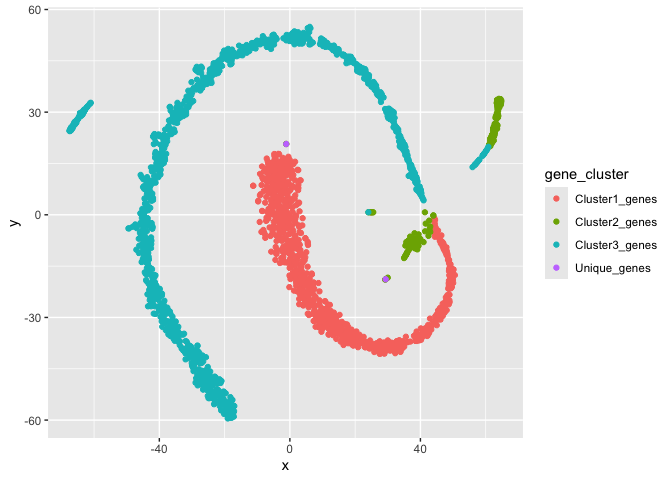 60
30
0
-30
-60
y
-40
0
40
x
gene_cluster
Cluster1_genes
Cluster2_genes
Cluster3_genes
Unique_genes